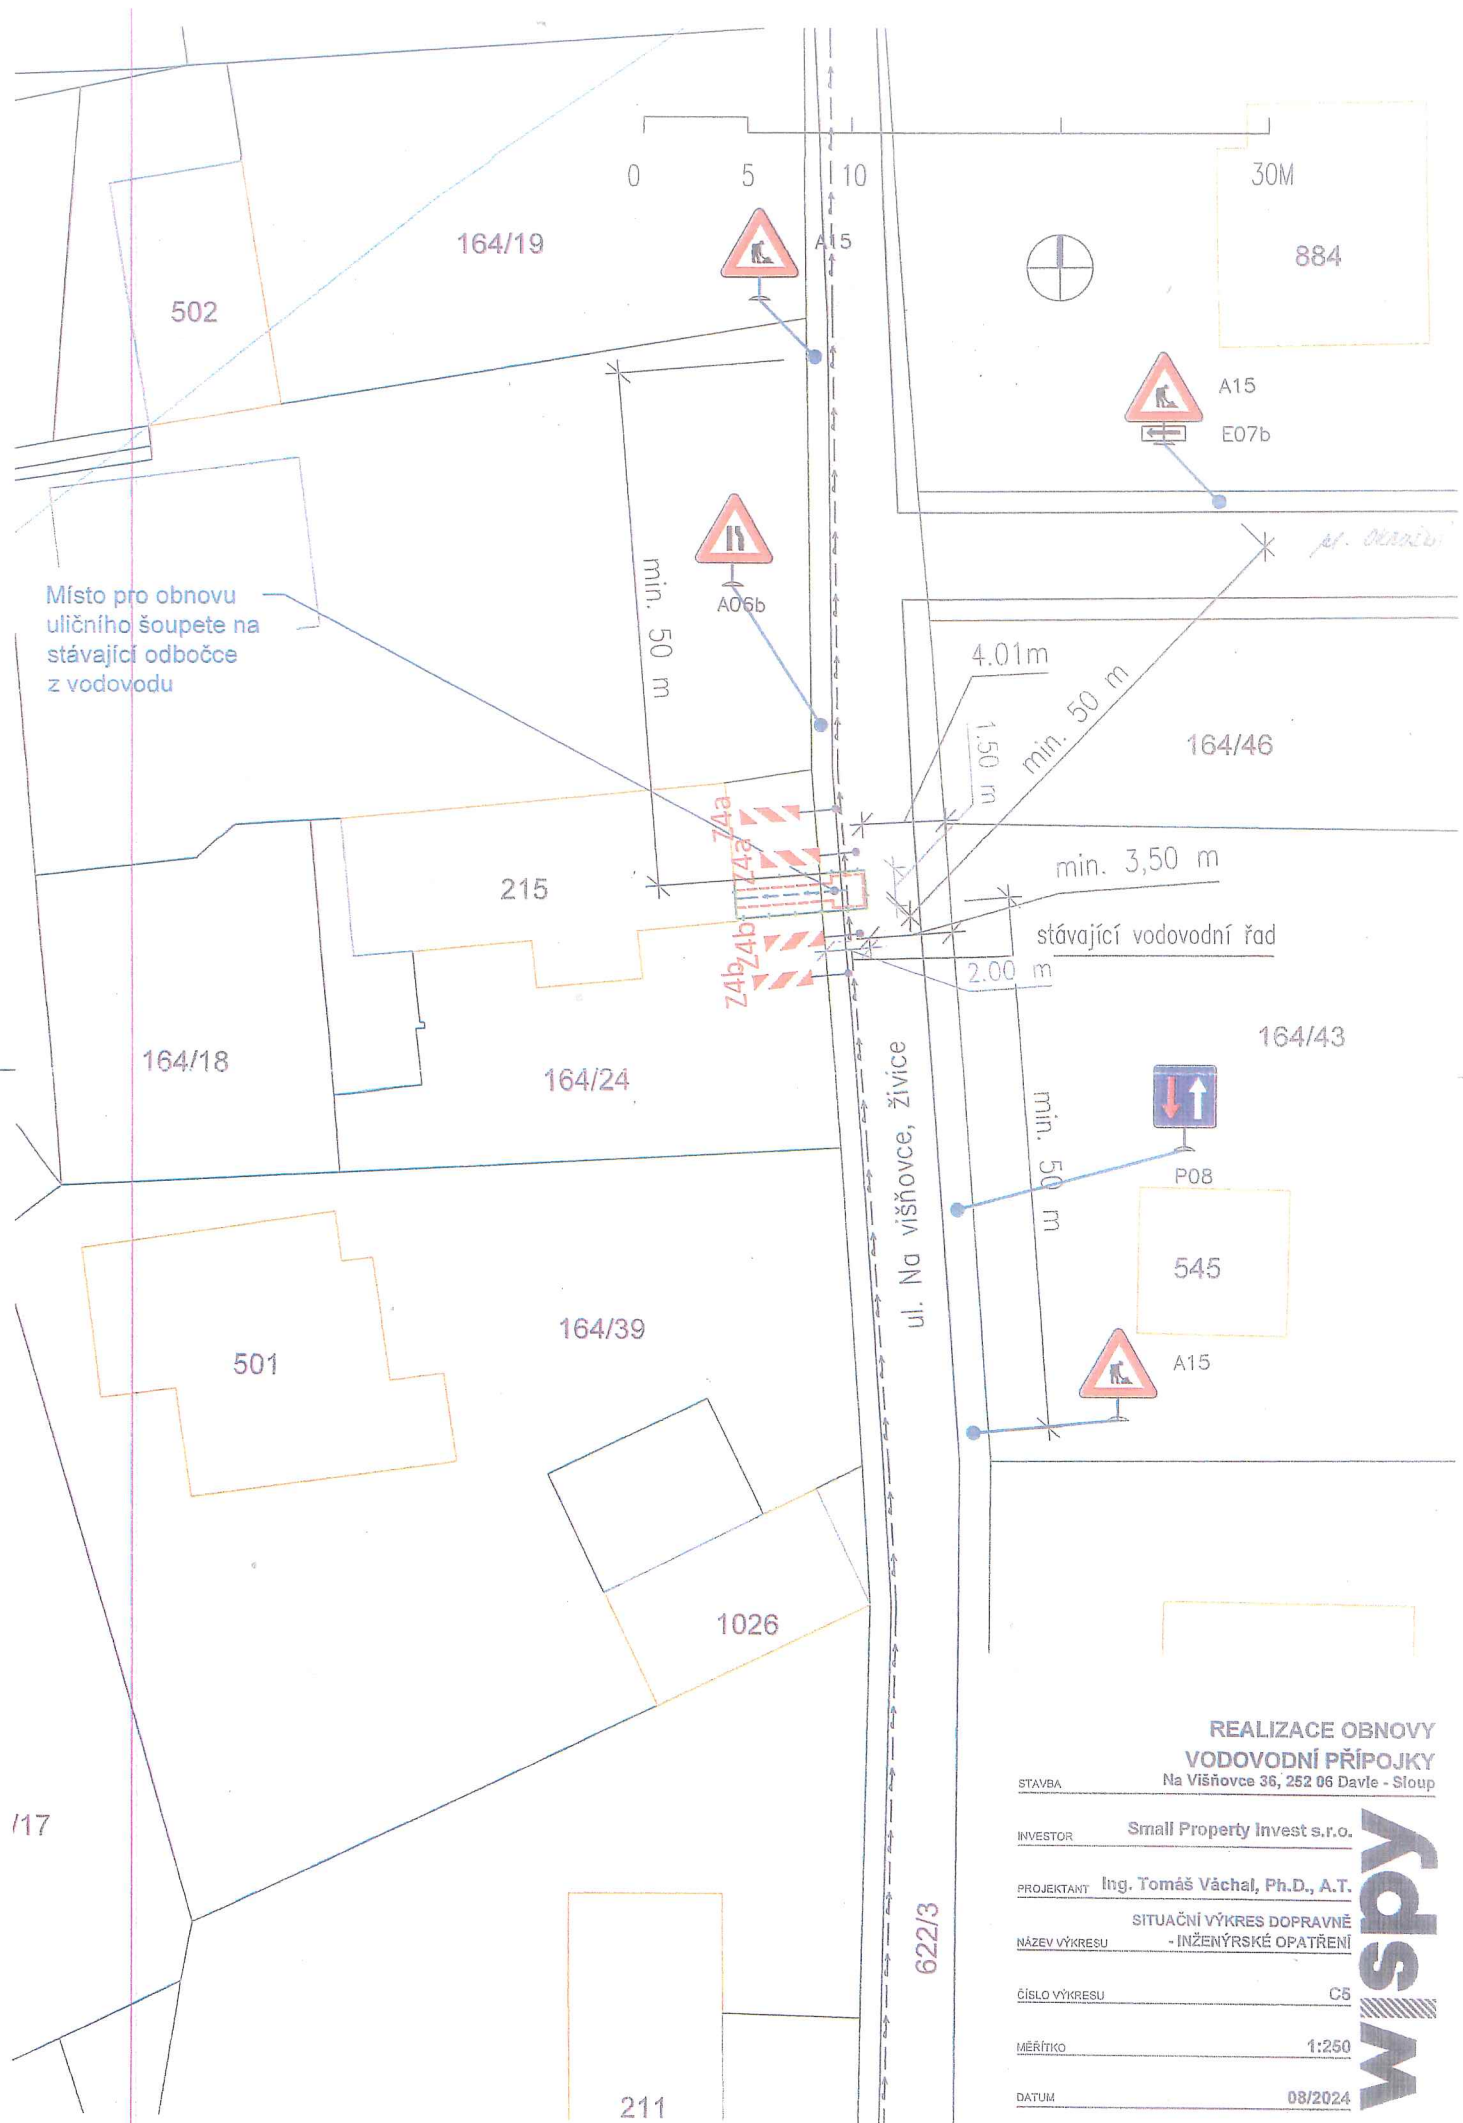 0
5
10
30M
164/19
A15
884
502
A15
E07b
min. 50 m
A06b
Místo pro obnovu
uličního šoupete na
stávající odbočce
z vodovodu
4.01m
1.50 m
min. 50 m
164/46
Z4a
Z4a
215
min. 3,50 m
Z4b
Z4b
stávající vodovodní řad
2.00 m
164/18
164/24
164/43
ul. Na višňovce, živice
min. 50 m
P08
545
501
164/39
A15
1026
/17
622/3
211
REALIZACE OBNOVY
VODOVODNÍ PŘÍPOJKY
STAVBA Na Višňovce 36, 252 06 Davle - Sloup
INVESTOR Small Property Invest s.r.o.
PROJEKTANT Ing. Tomáš Váchal, Ph.D., A.T.
SITUAČNÍ VÝKRES DOPRAVNĚ
NÁZEV VÝKRESU - INŽENÝRSKÉ OPATŘENÍ
ČÍSLO VÝKRESU C5
MĚŘÍTKO 1:250
DATUM 08/2024
wispy